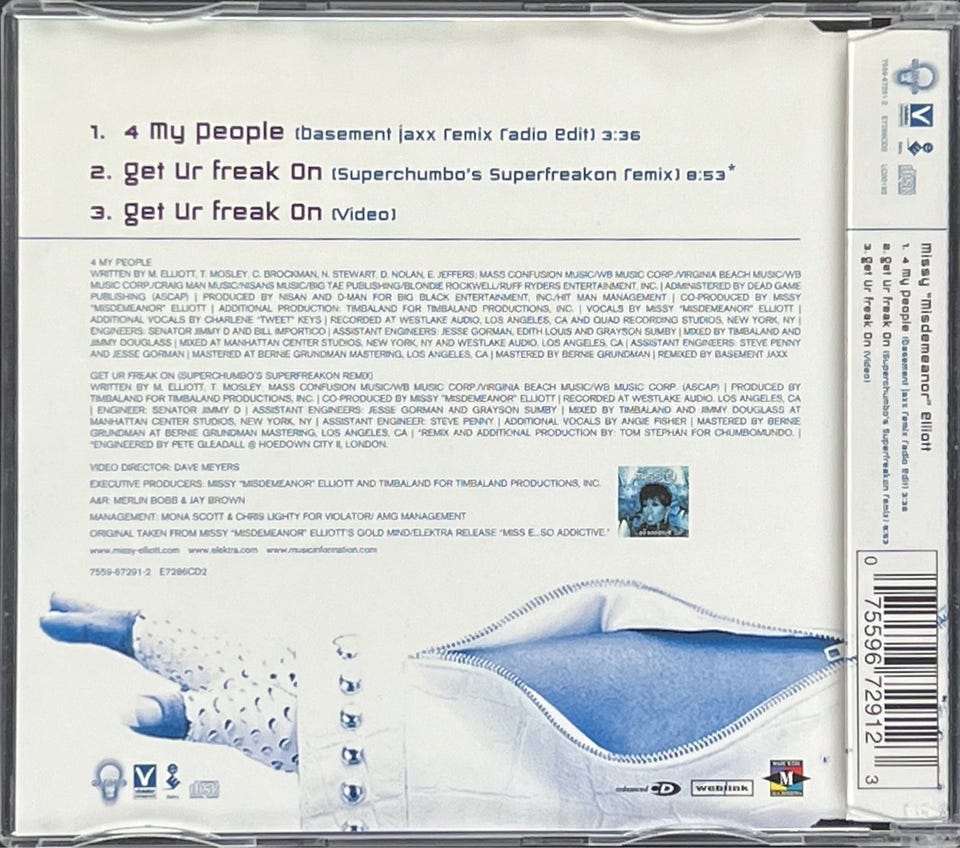 1. 4 My People (Basement Jaxx Remix Radio Edit) 3:36
2. Get Ur Freak On (Superchumbo's Superfreakon Remix) 8:53*
3. Get Ur Freak On (Video)
4 MY PEOPLE
WRITTEN BY M. ELLIOTT, T. MOSLEY, C. BROCKMAN, N. STEWART, D. NOLAN, E. JEFFERS; MASS CONFUSION MUSIC/WB MUSIC CORP./VIRGINIA BEACH MUSIC/WB
MUSIC CORP./CRAIG MAN MUSIC/NISANS MUSIC/BIG TAE PUBLISHING/BLONDIE ROCKWELL/RUFF RYDERS ENTERTAINMENT, INC. | ADMINISTERED BY DEAD GAME
PUBLISHING (ASCAP) | PRODUCED BY NISAN AND D-MAN FOR BIG BLACK ENTERTAINMENT, INC./HIT MAN MANAGEMENT | CO-PRODUCED BY MISSY
"MISDEMEANOR" ELLIOTT | ADDITIONAL PRODUCTION: TIMBALAND FOR TIMBALAND PRODUCTIONS, INC. | VOCALS BY MISSY "MISDEMEANOR" ELLIOTT |
ADDITIONAL VOCALS BY CHARLENE "TWEET" KEYS | RECORDED AT WESTLAKE AUDIO, LOS ANGELES, CA AND QUAD RECORDING STUDIOS, NEW YORK, NY |
ENGINEERS: SENATOR JIMMY D AND BILL IMPORTICO | ASSISTANT ENGINEERS: JESSE GORMAN, EDITH LOUIS AND GRAYSON SUMBY | MIXED BY TIMBALAND AND
JIMMY DOUGLASS | MIXED AT MANHATTAN CENTER STUDIOS, NEW YORK, NY AND WESTLAKE AUDIO, LOS ANGELES, CA | ASSISTANT ENGINEERS: STEVE PENNY
AND JESSE GORMAN | MASTERED AT BERNIE GRUNDMAN MASTERING, LOS ANGELES, CA | MASTERED BY BERNIE GRUNDMAN | REMIXED BY BASEMENT JAXX
GET UR FREAK ON (SUPERCHUMBO'S SUPERFREAKON REMIX)
WRITTEN BY M. ELLIOTT, T. MOSLEY; MASS CONFUSION MUSIC/WB MUSIC CORP./VIRGINIA BEACH MUSIC/WB MUSIC CORP. (ASCAP) | PRODUCED BY
TIMBALAND FOR TIMBALAND PRODUCTIONS, INC. | CO-PRODUCED BY MISSY "MISDEMEANOR" ELLIOTT | RECORDED AT WESTLAKE AUDIO, LOS ANGELES, CA
| ENGINEER: SENATOR JIMMY D | ASSISTANT ENGINEERS: JESSE GORMAN AND GRAYSON SUMBY | MIXED BY TIMBALAND AND JIMMY DOUGLASS AT
MANHATTAN CENTER STUDIOS, NEW YORK, NY | ASSISTANT ENGINEER: STEVE PENNY | ADDITIONAL VOCALS BY ANGIE FISHER | MASTERED BY BERNIE
GRUNDMAN AT BERNIE GRUNDMAN MASTERING, LOS ANGELES, CA | *REMIX AND ADDITIONAL PRODUCTION BY: TOM STEPHAN FOR CHUMBOMUNDO. |
*ENGINEERED BY PETE GLEADALL @ HOEDOWN CITY II, LONDON.
VIDEO DIRECTOR: DAVE MEYERS
EXECUTIVE PRODUCERS: MISSY "MISDEMEANOR" ELLIOTT AND TIMBALAND FOR TIMBALAND PRODUCTIONS, INC.
A&R: MERLIN BOBB & JAY BROWN
MANAGEMENT: MONA SCOTT & CHRIS LIGHTY FOR VIOLATOR/ AMG MANAGEMENT
ORIGINAL TAKEN FROM MISSY "MISDEMEANOR" ELLIOTT'S GOLD MIND/ELEKTRA RELEASE "MISS E...SO ADDICTIVE."
www.missy-elliott.com www.elektra.com www.musicinformation.com
7559-67291-2 E7286CD2
enhanced CD
weblink
M
7559-67291-2 E7286CD2 LC00192
Missy "Misdemeanor" Elliott
1. 4 My People (Basement Jaxx Remix Radio Edit) 3:36
2. Get Ur Freak On (Superchumbo's Superfreakon Remix) 8:53
3. Get Ur Freak On (Video)
0 75596 72912 3